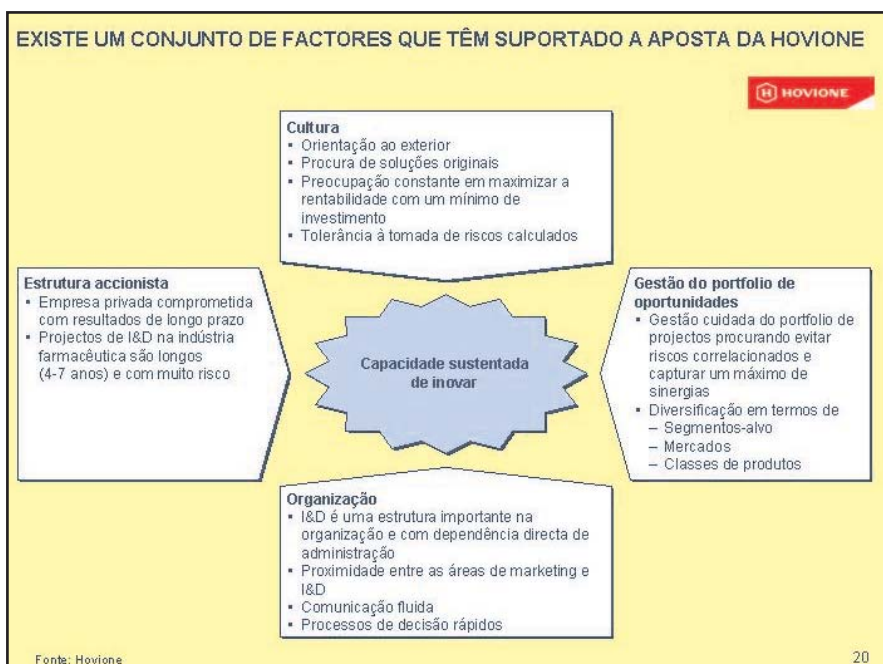 EXISTE UM CONJUNTO DE FACTORES QUE TÊM SUPORTADO A APOSTA DA HOVIONE
H HOVIONE
Cultura
▪ Orientação ao exterior
▪ Procura de soluções originais
▪ Preocupação constante em maximizar a
rentabilidade com um mínimo de
investimento
▪ Tolerância à tomada de riscos calculados
Estrutura accionista
▪ Empresa privada comprometida
com resultados de longo prazo
▪ Projectos de I&D na indústria
farmacêutica são longos
(4-7 anos) e com muito risco
Capacidade sustentada
de inovar
Gestão do portfolio de
oportunidades
▪ Gestão cuidada do portfolio de
projectos procurando evitar
riscos correlacionados e
capturar um máximo de
sinergias
▪ Diversificação em termos de
– Segmentos-alvo
– Mercados
– Classes de produtos
Organização
▪ I&D é uma estrutura importante na
organização e com dependência directa de
administração
▪ Proximidade entre as áreas de marketing e
I&D
▪ Comunicação fluida
▪ Processos de decisão rápidos
Fonte: Hovione
20